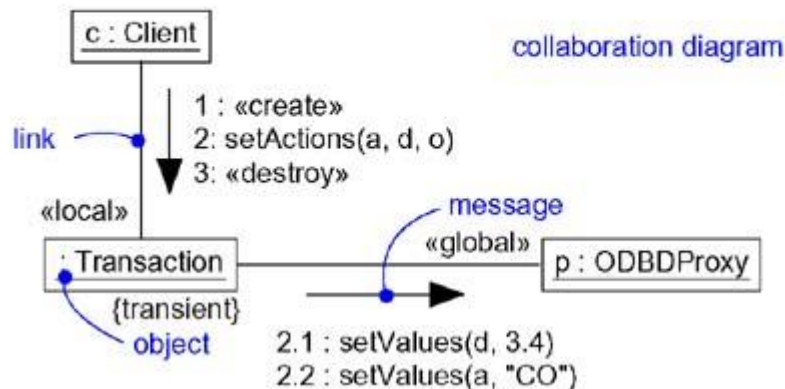 c : Client
collaboration diagram
1 : «create»
2: setActions(a, d, o)
3: «destroy»
link
«local»
message
«global»
: Transaction
p : ODBDProxy
{transient}
object
2.1 : setValues(d, 3.4)
2.2 : setValues(a, "CO")